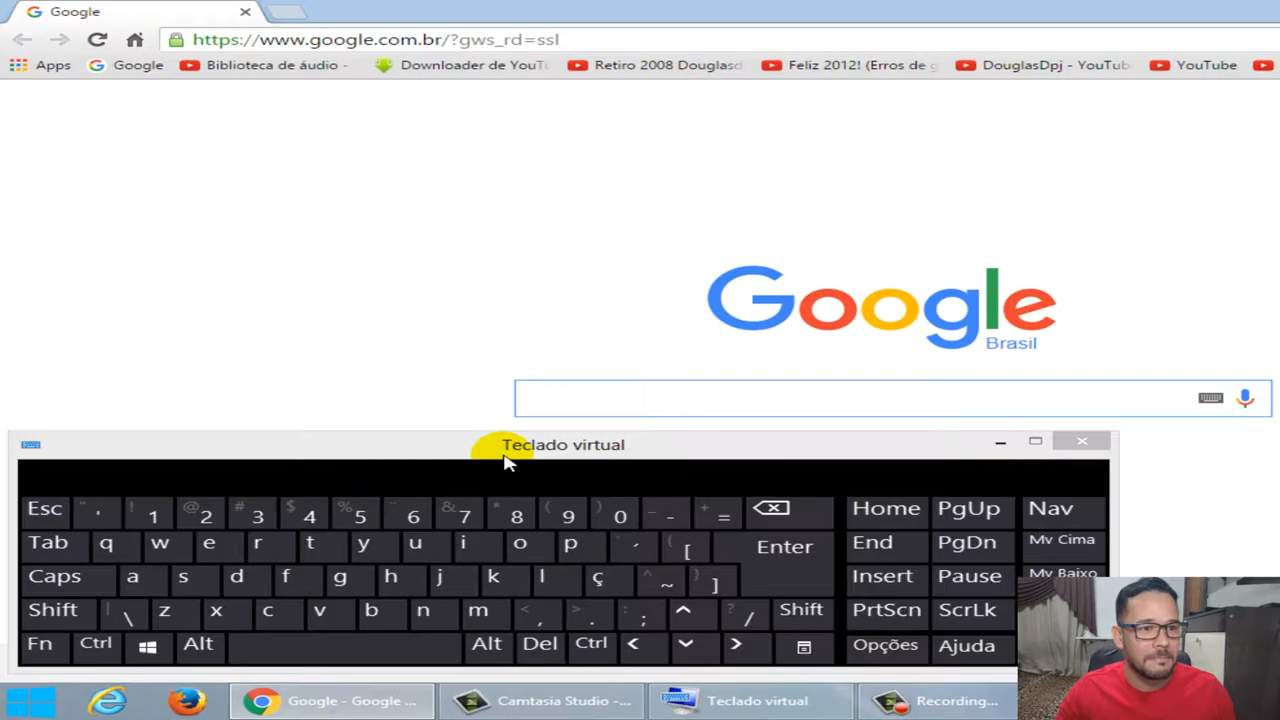 Google
https://www.google.com.br/?gws_rd=ssl
Apps Google Biblioteca de áudio - Downloader de YouT Retiro 2008 Douglasd Feliz 2012! (Erros de g DouglasDpj - YouTub YouTube
Google
Brasil
Teclado virtual
Esc " ' ! 1 @ 2 # 3 $ 4 % 5 ¨ 6 & 7 * 8 ( 9 ) 0 _ - + = Home PgUp Nav
Tab q w e r t y u i o p ` ´ { [ Enter End PgDn Mv Cima
Caps a s d f g h j k l ç ^ ~ } ] Insert Pause Mv Baixo
Shift | \ z x c v b n m < , > . : ; ^ ? / Shift PrtScn ScrLk
Fn Ctrl Alt Alt Del Ctrl < > Opções Ajuda
Google - Google ... Camtasia Studio -... Teclado virtual Recording...